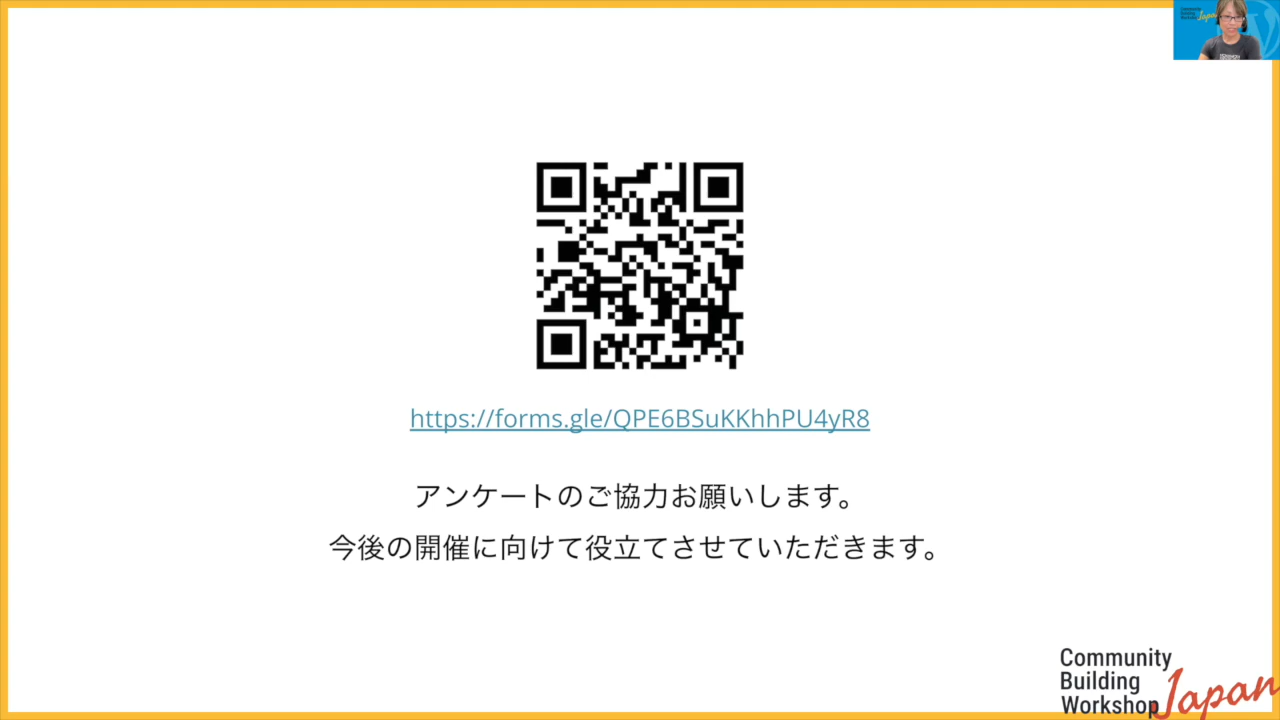 https://forms.gle/QPE6BSuKKhhPU4yR8
アンケートのご協力お願いします。
今後の開催に向けて役立てさせていただきます。
Community
Building
Workshop Japan